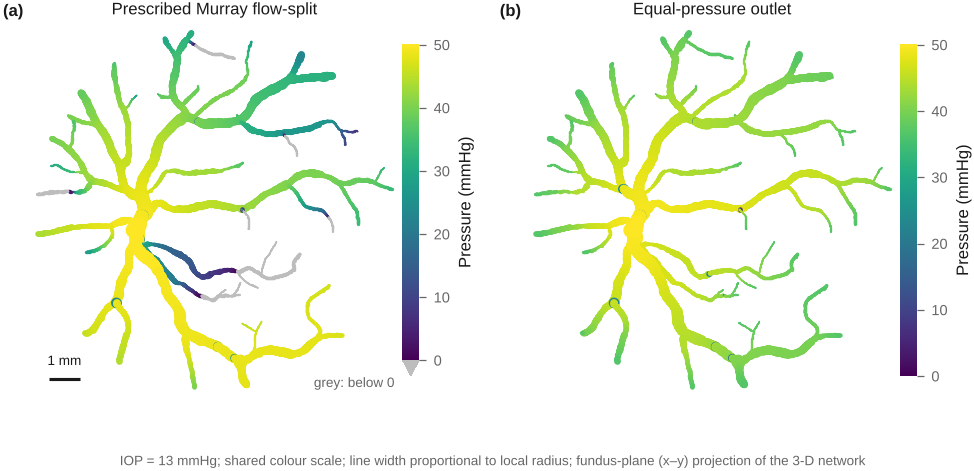 (a) Prescribed Murray flow-split
50
40
30
20
10
0
Pressure (mmHg)
1 mm
grey: below 0
(b) Equal-pressure outlet
50
40
30
20
10
0
Pressure (mmHg)
IOP = 13 mmHg; shared colour scale; line width proportional to local radius; fundus-plane (x–y) projection of the 3-D network